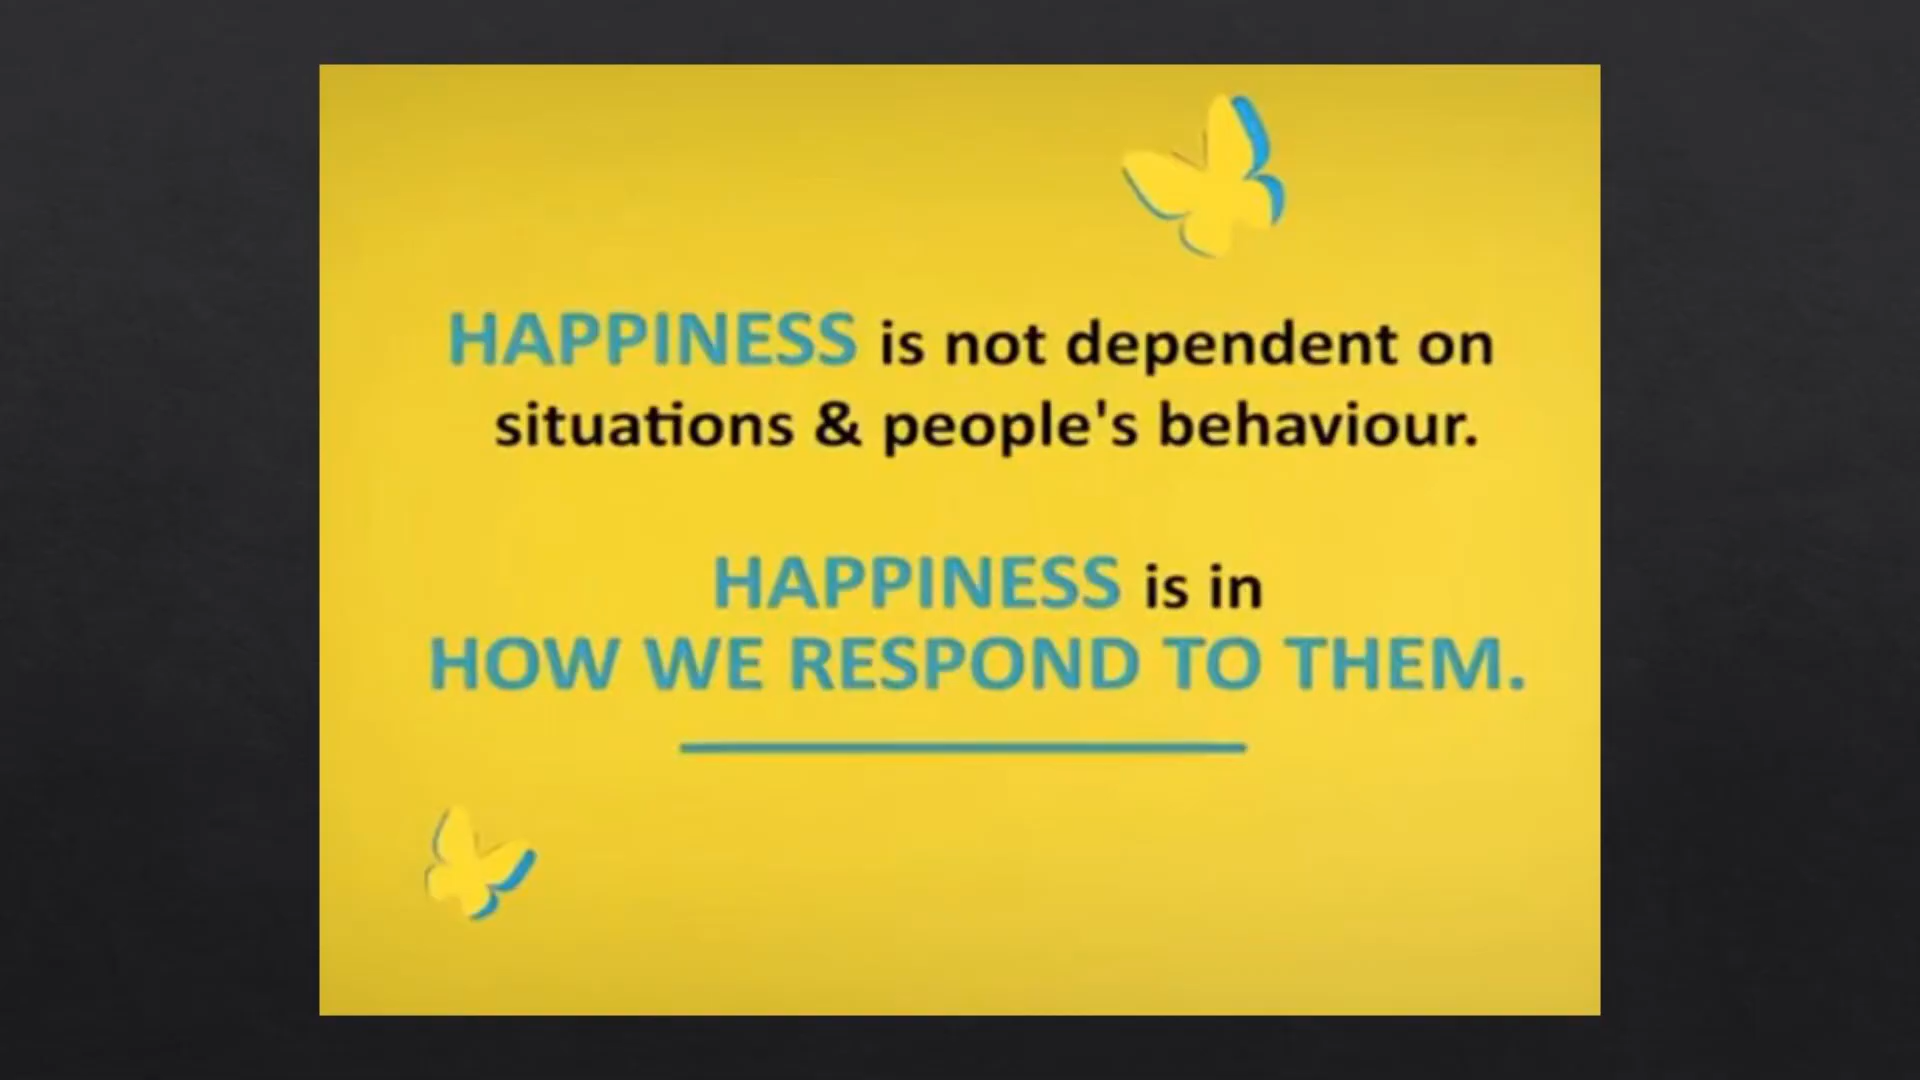 HAPPINESS is not dependent on
situations & people's behaviour.
HAPPINESS is in
HOW WE RESPOND TO THEM.